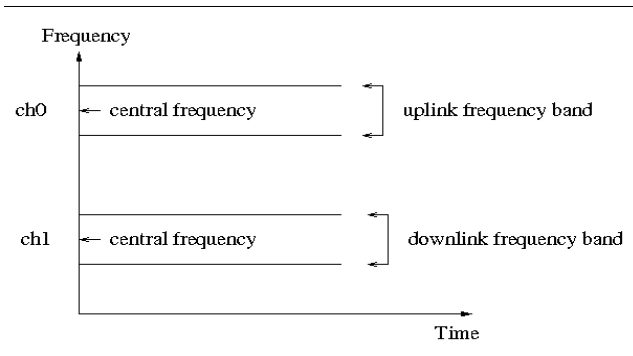 Frequency
ch0
central frequency
uplink frequency band
ch1
central frequency
downlink frequency band
Time